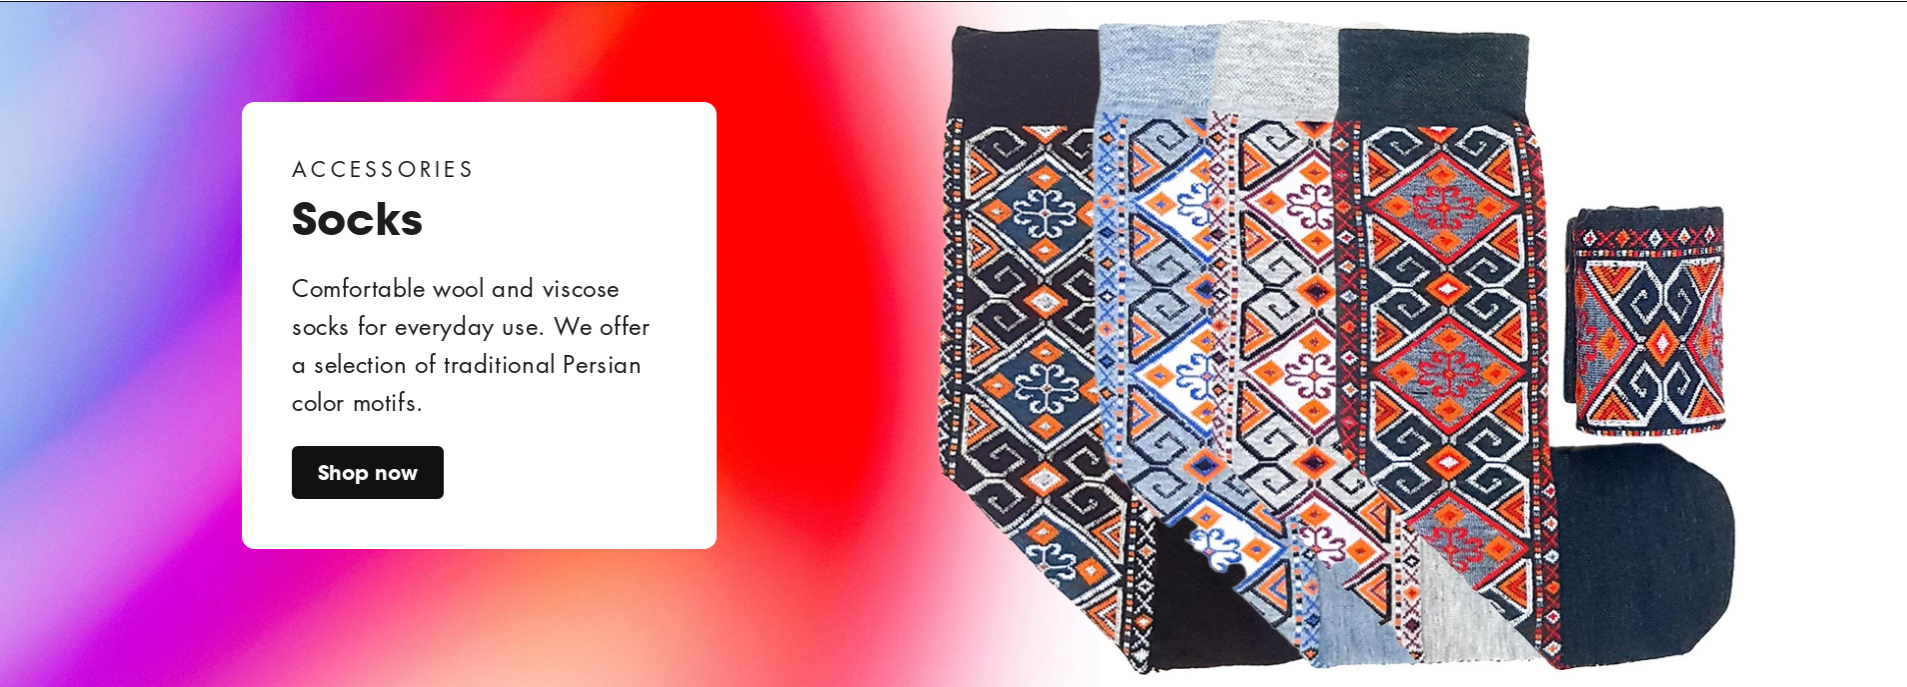 ACCESSORIES
Socks
Comfortable wool and viscose
socks for everyday use. We offer
a selection of traditional Persian
color motifs.
Shop now